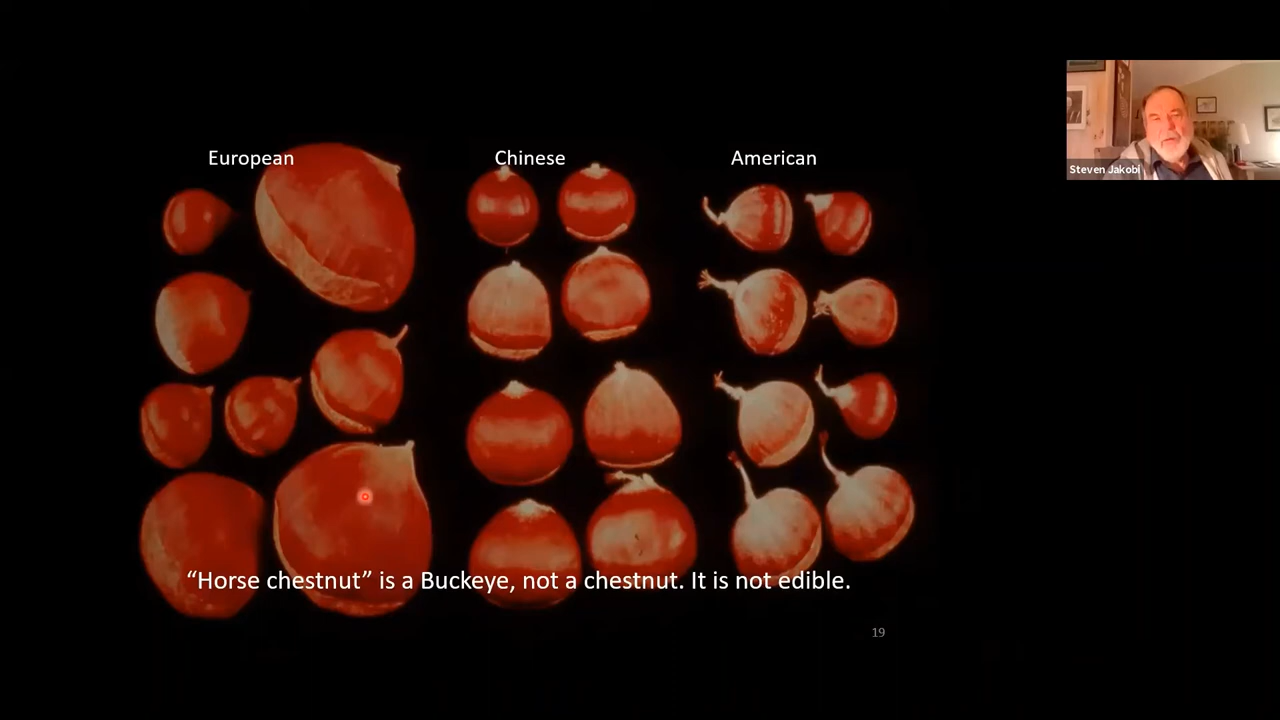 European
Chinese
American
Steven Jakobi
“Horse chestnut” is a Buckeye, not a chestnut. It is not edible.
19